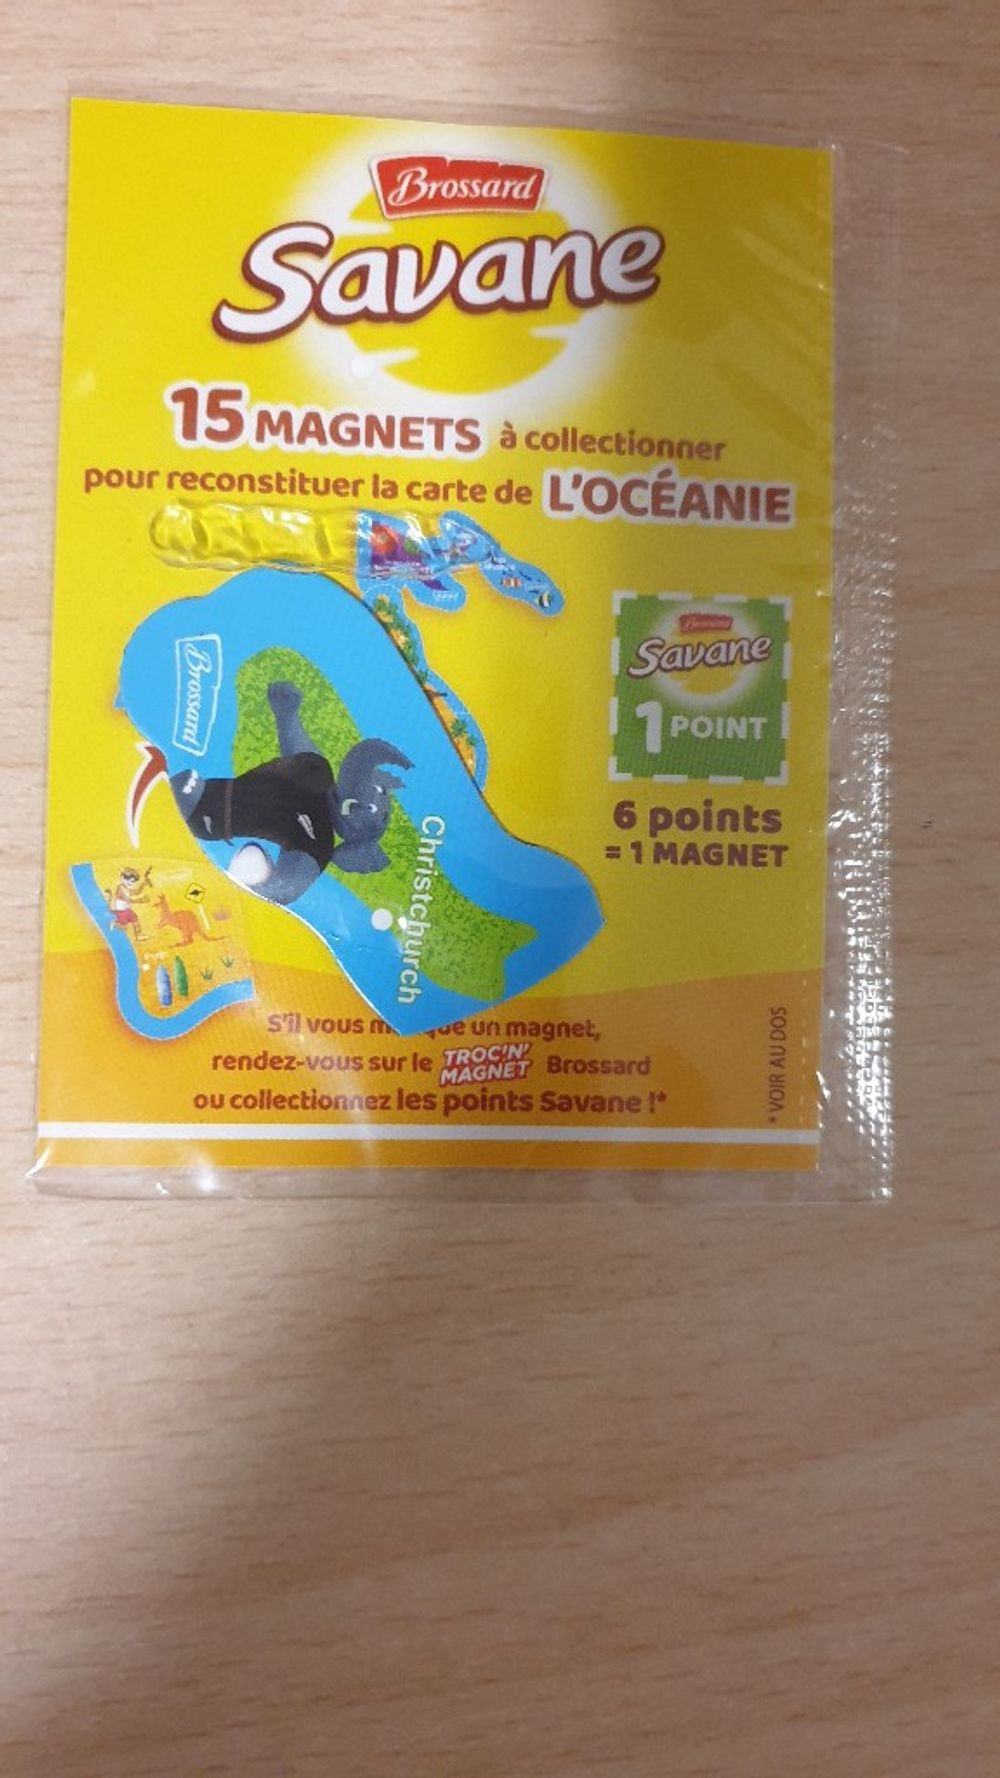 Brossard
Savane
15 MAGNETS à collectionner
pour reconstituer la carte de L'OCÉANIE
Brossard
Christchurch
Brossard
Savane
1 POINT
6 points
= 1 MAGNET
S'il vous un magnet,
rendez-vous sur le TROC'N' MAGNET Brossard
ou collectionnez les points Savane !*
* VOIR AU DOS